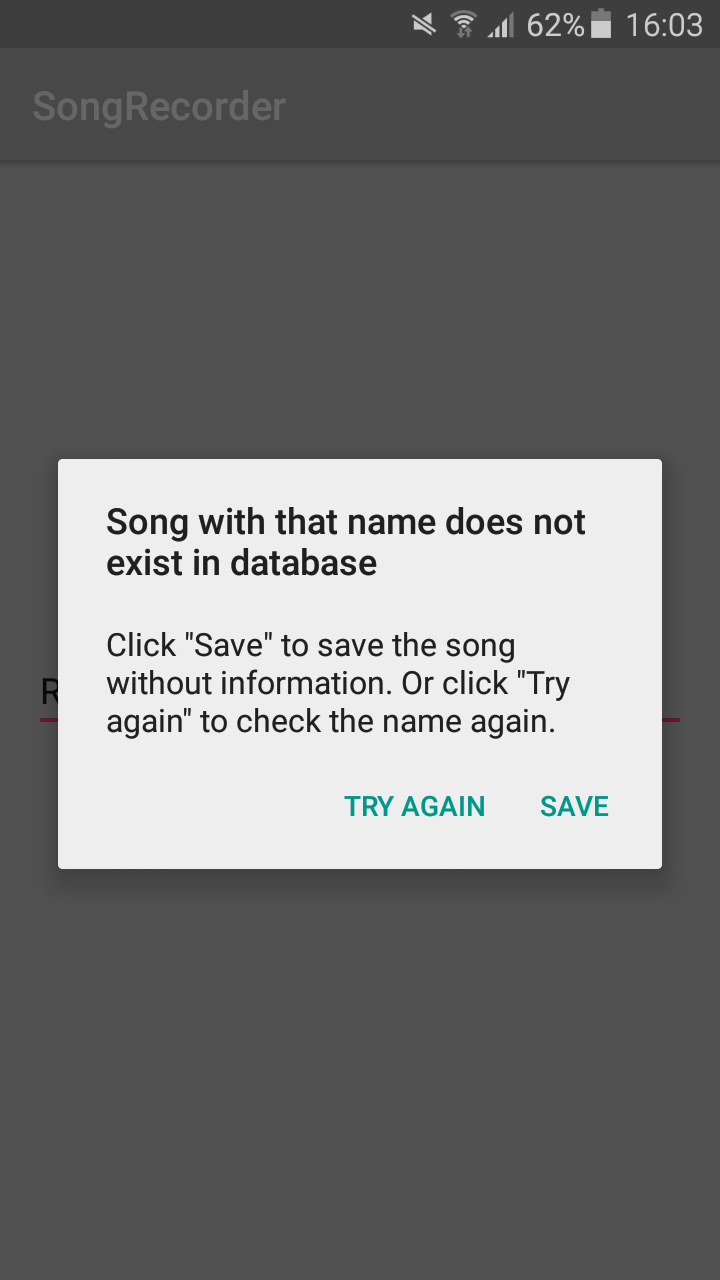 62% 16:03
SongRecorder
Song with that name does not
exist in database
Click "Save" to save the song
without information. Or click "Try
again" to check the name again.
TRY AGAIN SAVE